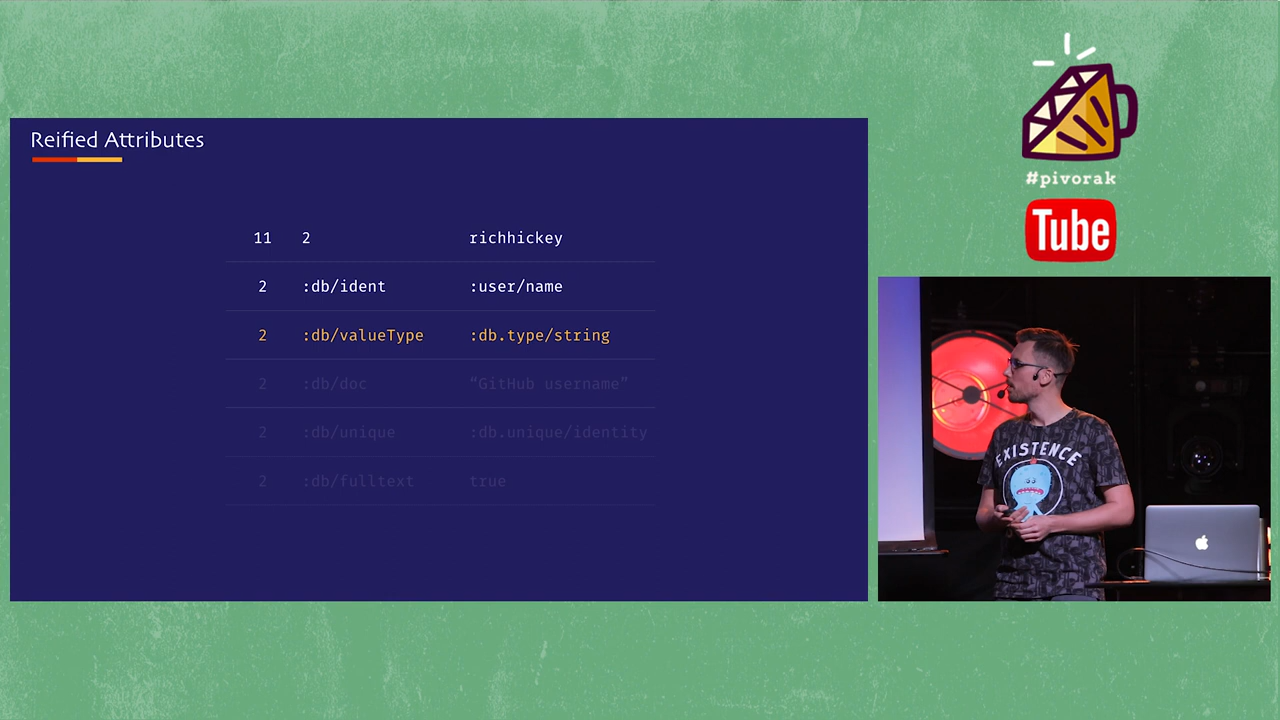 Reified Attributes
11 2 richhickey
2 :db/ident :user/name
2 :db/valueType :db.type/string
2 :db/doc “GitHub username”
2 :db/unique :db.unique/identity
2 :db/fulltext true
#pivorak
Tube
EXISTENCE